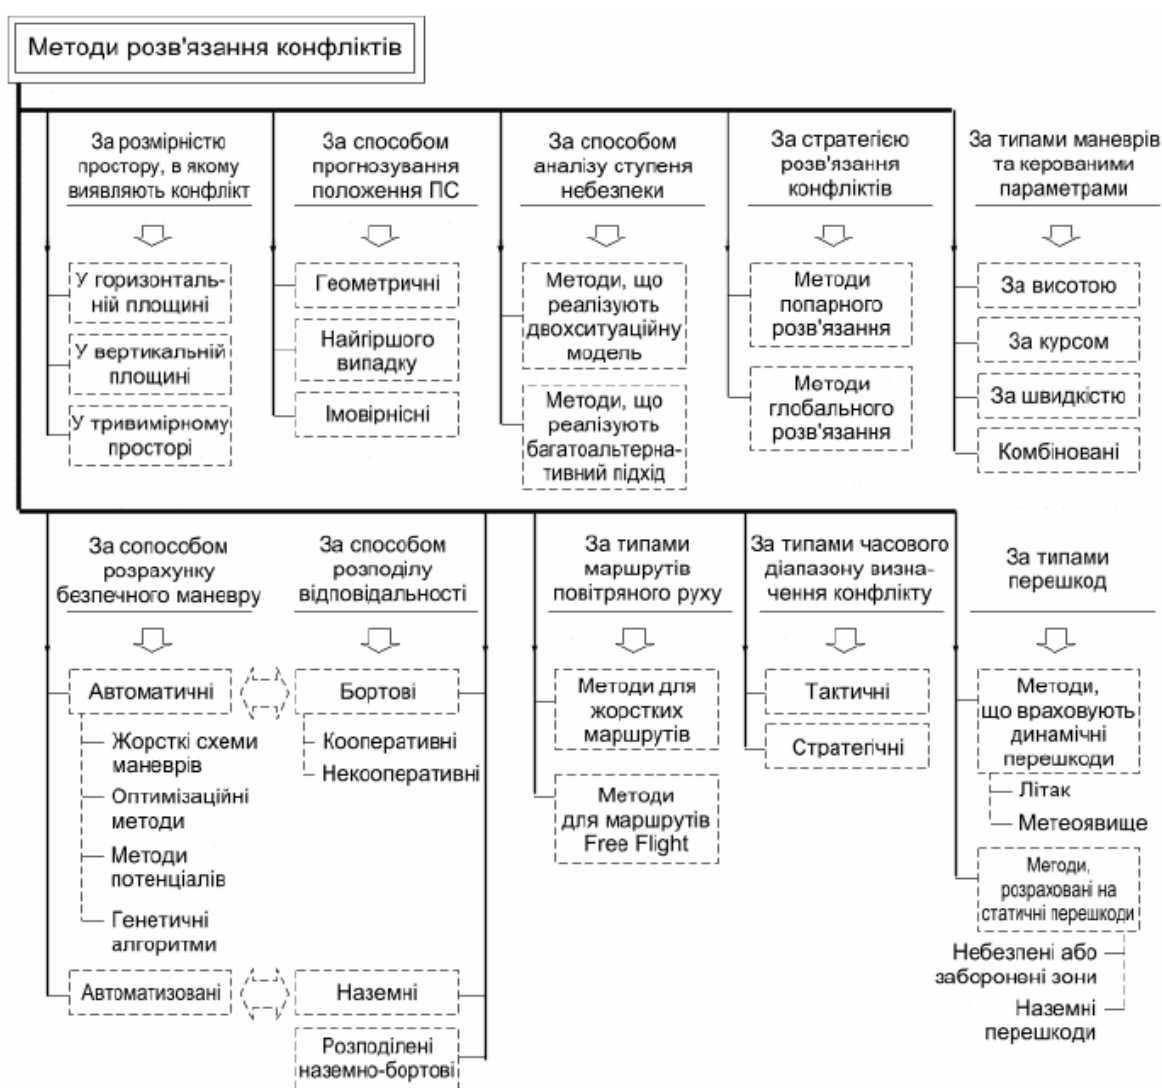 Методи розв'язання конфліктів
За розмірністю
простору, в якому
виявляють конфлікт
У горизонталь-
ній площині
У вертикальній
площині
У тривимірному
просторі
За способом
прогнозування
положення ПС
Геометричні
Найгіршого
випадку
Імовірнісні
За способом
аналізу ступеня
небезпеки
Методи, що
реалізують
двохситуаційну
модель
Методи, що
реалізують
багатоальтерна-
тивний підхід
За стратегією
розв'язання
конфліктів
Методи
попарного
розв'язання
Методи
глобального
розв'язання
За типами маневрів
та керованими
параметрами
За висотою
За курсом
За швидкістю
Комбіновані
За сопособом
розрахунку
безпечного маневру
Автоматичні
Жорсткі схеми
маневрів
Оптимізаційні
методи
Методи
потенціалів
Генетичні
алгоритми
Автоматизовані
За способом
розподілу
відповідальності
Бортові
Кооперативні
Некооперативні
Наземні
Розподілені
наземно-бортові
За типами
маршрутів
повітряного руху
Методи для
жорстких
маршрутів
Методи
для маршрутів
Free Flight
За типами часового
діапазону визна-
чення конфлікту
Тактичні
Стратегічні
За типами
перешкод
Методи,
що враховують
динамічні
перешкоди
Літак
Метеоявище
Методи,
розраховані на
статичні перешкоди
Небезпені або
заборонені зони
Наземні
перешкоди